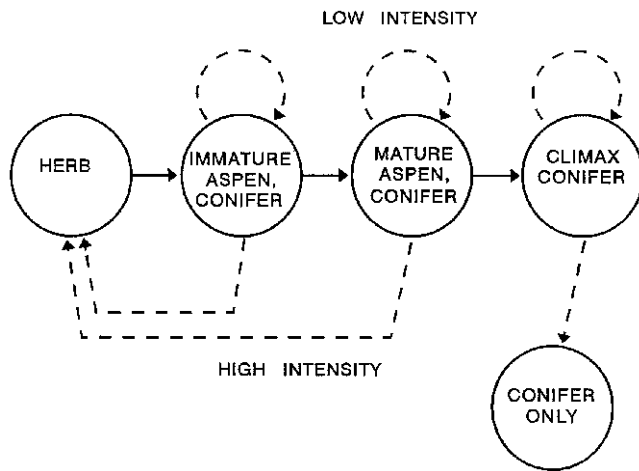 LOW INTENSITY
HERB
IMMATURE
ASPEN,
CONIFER
MATURE
ASPEN,
CONIFER
CLIMAX
CONIFER
HIGH INTENSITY
CONIFER
ONLY